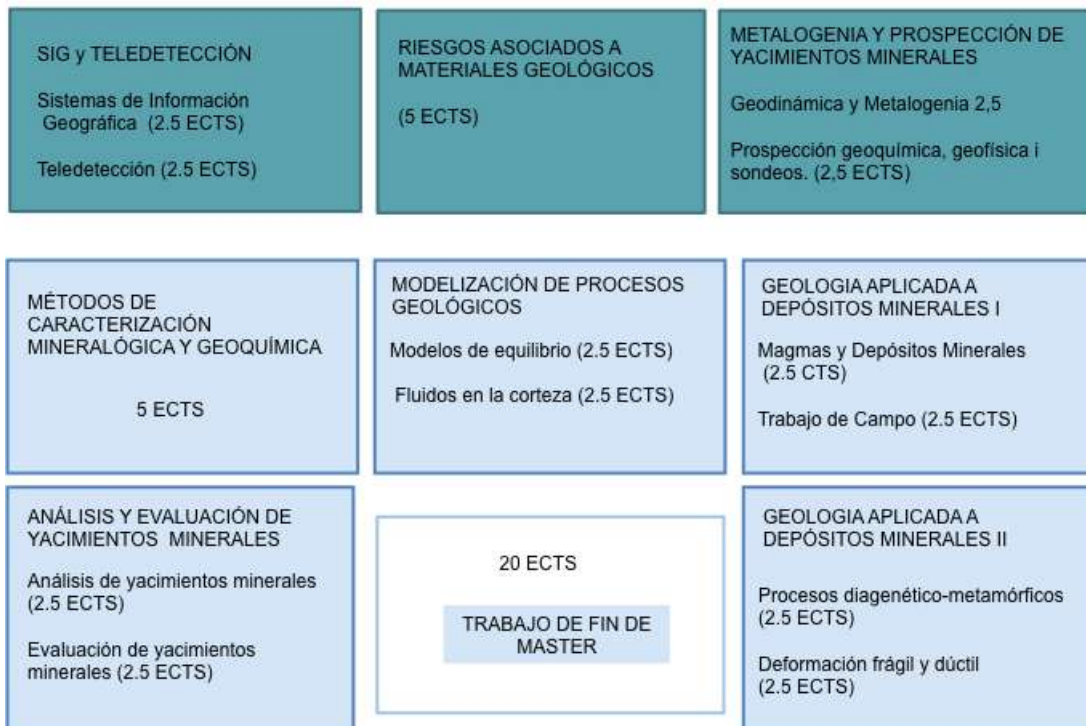 SIG y TELEDETECCIÓN
Sistemas de Información
Geográfica (2.5 ECTS)
Teledetección (2.5 ECTS)
RIESGOS ASOCIADOS A
MATERIALES GEOLÓGICOS
(5 ECTS)
METALOGENIA Y PROSPECCIÓN DE
YACIMIENTOS MINERALES
Geodinámica y Metalogenia 2,5
Prospección geoquímica, geofísica i
sondeos. (2,5 ECTS)
MÉTODOS DE
CARACTERIZACIÓN
MINERALÓGICA Y GEOQUÍMICA
5 ECTS
MODELIZACIÓN DE PROCESOS
GEOLÓGICOS
Modelos de equilibrio (2.5 ECTS)
Fluidos en la corteza (2.5 ECTS)
GEOLOGIA APLICADA A
DEPÓSITOS MINERALES I
Magmas y Depósitos Minerales
(2.5 CTS)
Trabajo de Campo (2.5 ECTS)
ANÁLISIS Y EVALUACIÓN DE
YACIMIENTOS MINERALES
Análisis de yacimientos minerales
(2.5 ECTS)
Evaluación de yacimientos
minerales (2.5 ECTS)
20 ECTS
TRABAJO DE FIN DE
MASTER
GEOLOGIA APLICADA A
DEPÓSITOS MINERALES II
Procesos diagenético-metamórficos
(2.5 ECTS)
Deformación frágil y dúctil
(2.5 ECTS)